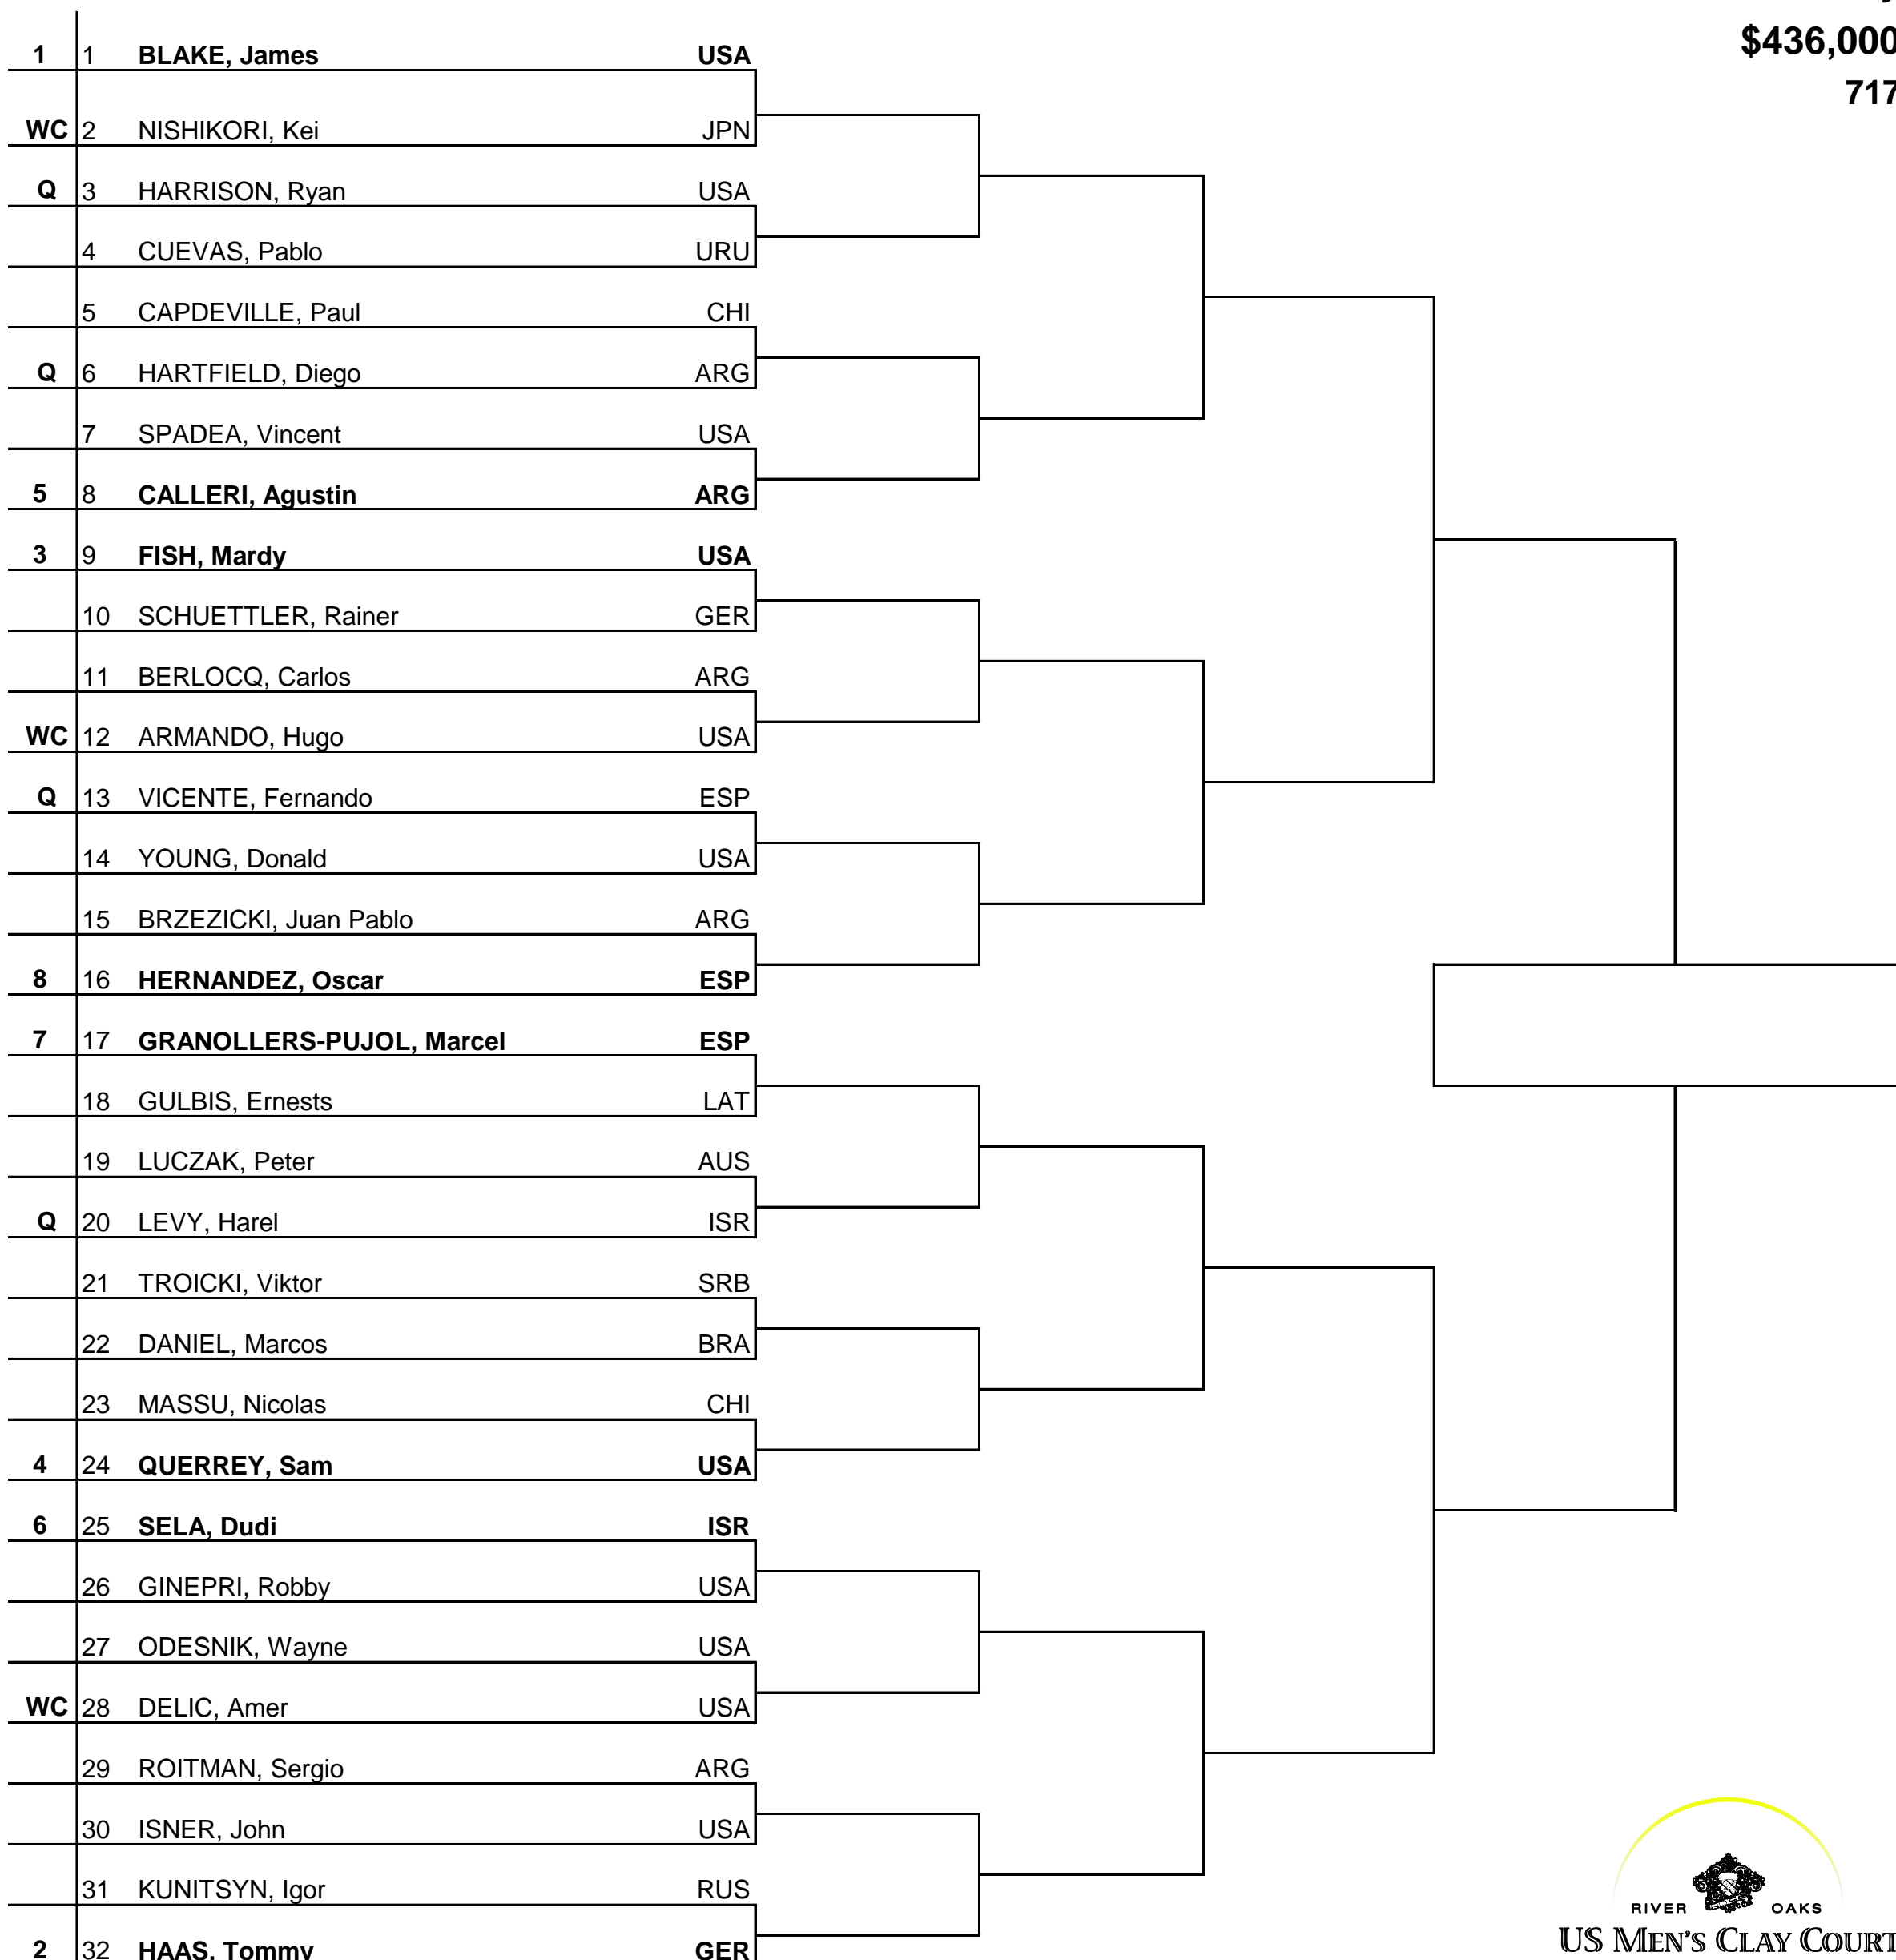 $436,000
717
1 1 BLAKE, James USA
WC 2 NISHIKORI, Kei JPN
Q 3 HARRISON, Ryan USA
4 CUEVAS, Pablo URU
5 CAPDEVILLE, Paul CHI
Q 6 HARTFIELD, Diego ARG
7 SPADEA, Vincent USA
5 8 CALLERI, Agustin ARG
3 9 FISH, Mardy USA
10 SCHUETTLER, Rainer GER
11 BERLOCQ, Carlos ARG
WC 12 ARMANDO, Hugo USA
Q 13 VICENTE, Fernando ESP
14 YOUNG, Donald USA
15 BRZEZICKI, Juan Pablo ARG
8 16 HERNANDEZ, Oscar ESP
7 17 GRANOLLERS-PUJOL, Marcel ESP
18 GULBIS, Ernests LAT
19 LUCZAK, Peter AUS
Q 20 LEVY, Harel ISR
21 TROICKI, Viktor SRB
22 DANIEL, Marcos BRA
23 MASSU, Nicolas CHI
4 24 QUERREY, Sam USA
6 25 SELA, Dudi ISR
26 GINEPRI, Robby USA
27 ODESNIK, Wayne USA
WC 28 DELIC, Amer USA
29 ROITMAN, Sergio ARG
30 ISNER, John USA
31 KUNITSYN, Igor RUS
2 32 HAAS, Tommy GER
RIVER OAKS
US MEN'S CLAY COURT